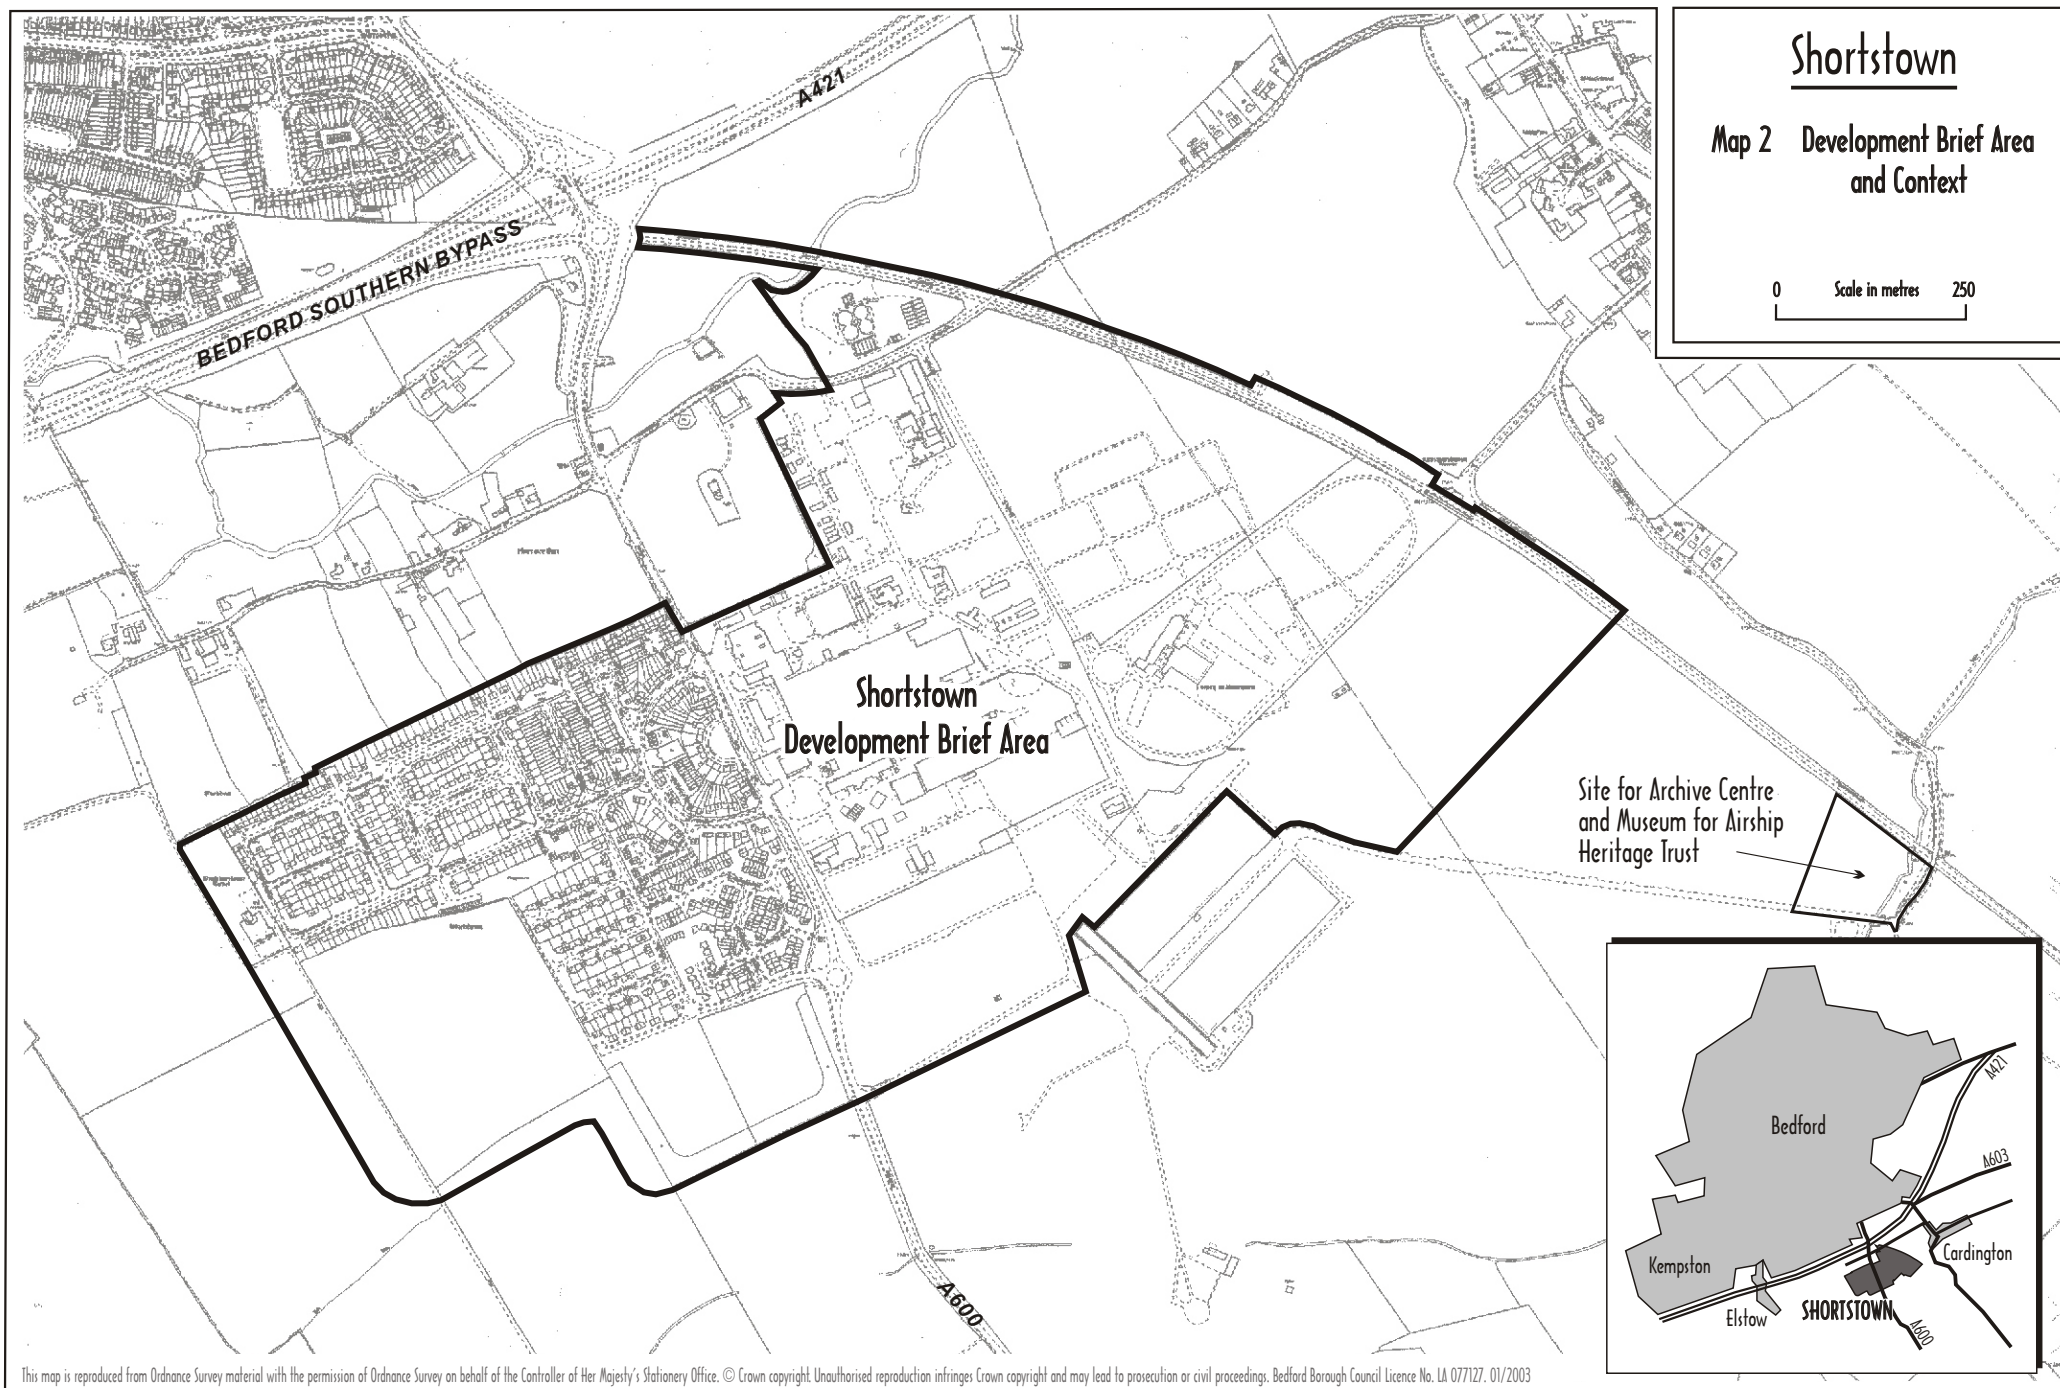 Shortstown
Map 2 Development Brief Area
and Context
0 Scale in metres 250
A421
BEDFORD SOUTHERN BYPASS
Shortstown
Development Brief Area
Site for Archive Centre
and Museum for Airship
Heritage Trust
A600
Bedford
A421
A603
Kempston
Cardington
Elstow
SHORTSTOWN
A600
This map is reproduced from Ordnance Survey material with the permission of Ordnance Survey on behalf of the Controller of Her Majesty's Stationery Office. © Crown copyright. Unauthorised reproduction infringes Crown copyright and may lead to prosecution or civil proceedings. Bedford Borough Council Licence No. LA 077127. 01/2003